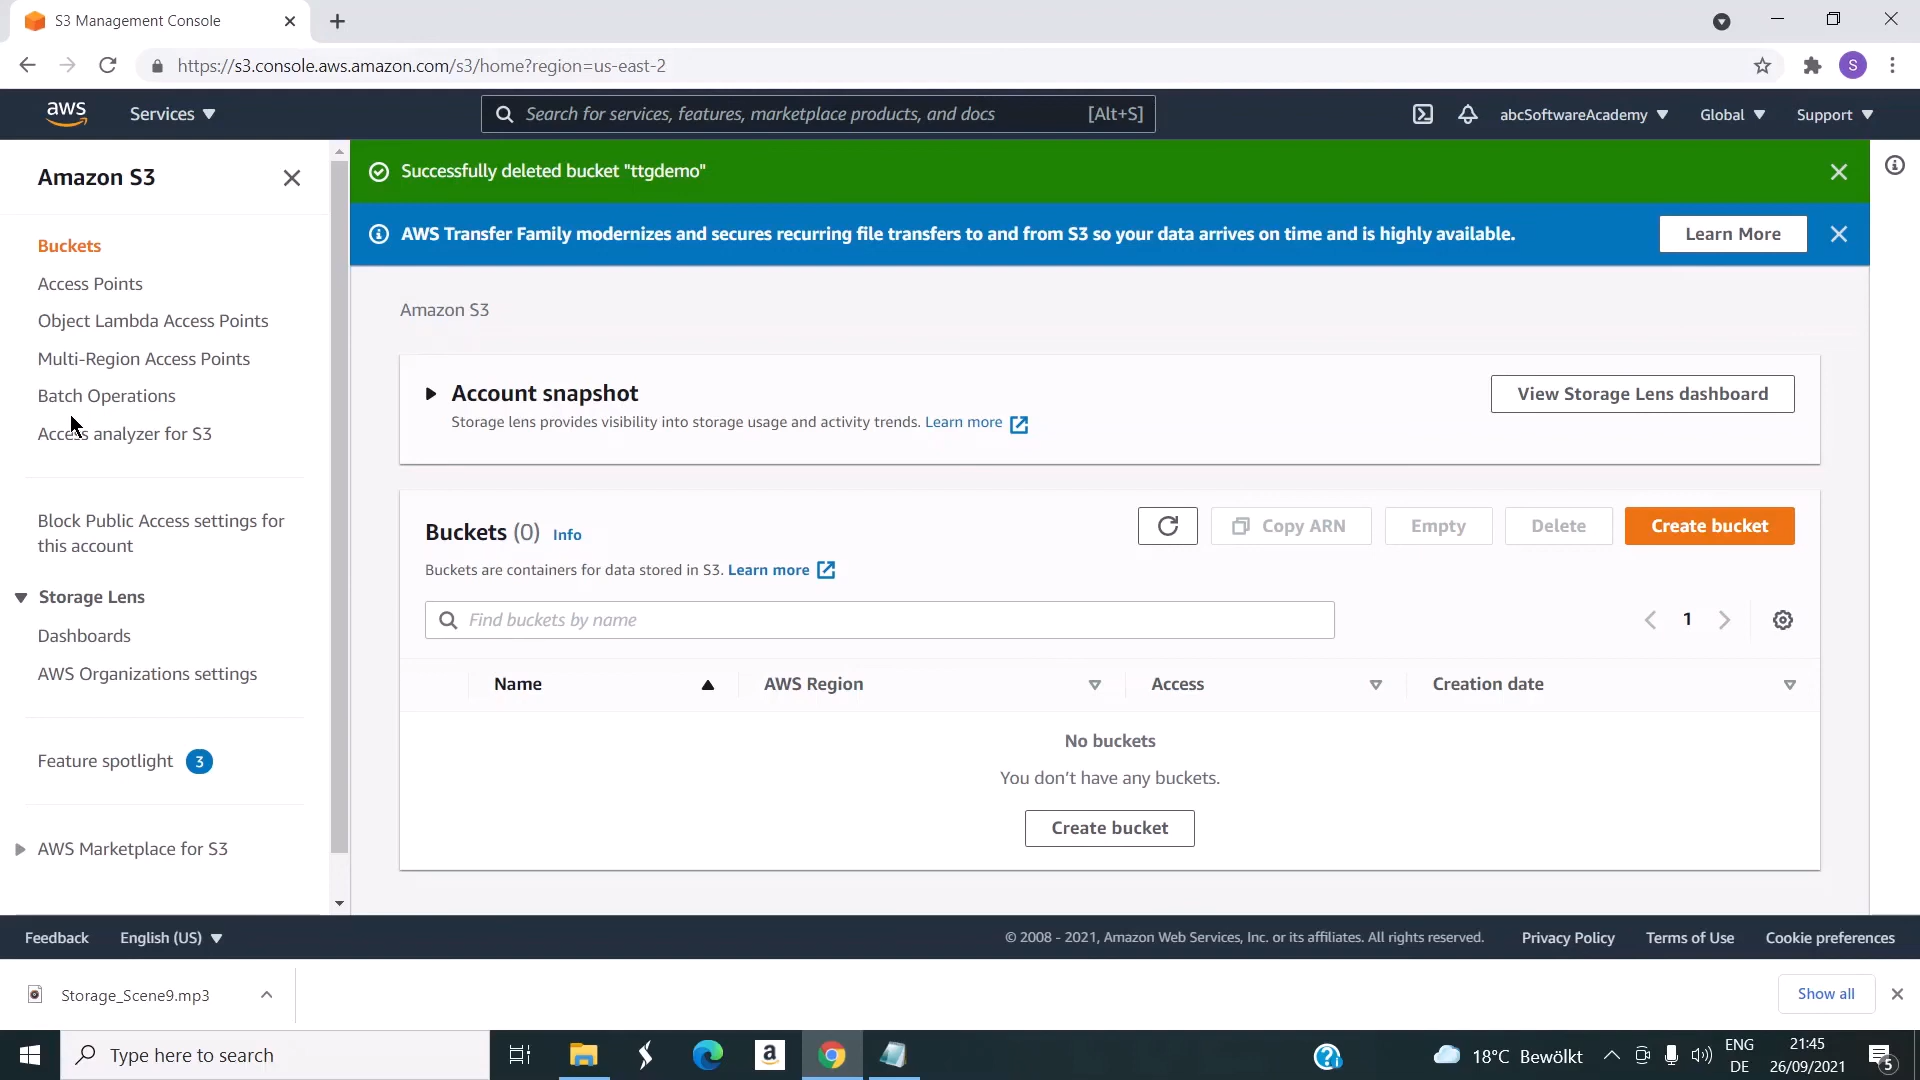 S3 Management Console
https://s3.console.aws.amazon.com/s3/home?region=us-east-2
S
aws
Services
Search for services, features, marketplace products, and docs
[Alt+S]
abcSoftwareAcademy
Global
Support
Amazon S3
Buckets
Access Points
Object Lambda Access Points
Multi-Region Access Points
Batch Operations
Access analyzer for S3
Block Public Access settings for
this account
Storage Lens
Dashboards
AWS Organizations settings
Feature spotlight 3
AWS Marketplace for S3
Successfully deleted bucket "ttgdemo"
AWS Transfer Family modernizes and secures recurring file transfers to and from S3 so your data arrives on time and is highly available.
Learn More
Amazon S3
Account snapshot
Storage lens provides visibility into storage usage and activity trends. Learn more
View Storage Lens dashboard
Buckets (0) Info
Copy ARN
Empty
Delete
Create bucket
Buckets are containers for data stored in S3. Learn more
Find buckets by name
1
Name
AWS Region
Access
Creation date
No buckets
You don't have any buckets.
Create bucket
Feedback
English (US)
© 2008 - 2021, Amazon Web Services, Inc. or its affiliates. All rights reserved.
Privacy Policy
Terms of Use
Cookie preferences
Storage_Scene9.mp3
Show all
Type here to search
a
18°C Bewölkt
ENG
DE
21:45
26/09/2021
5